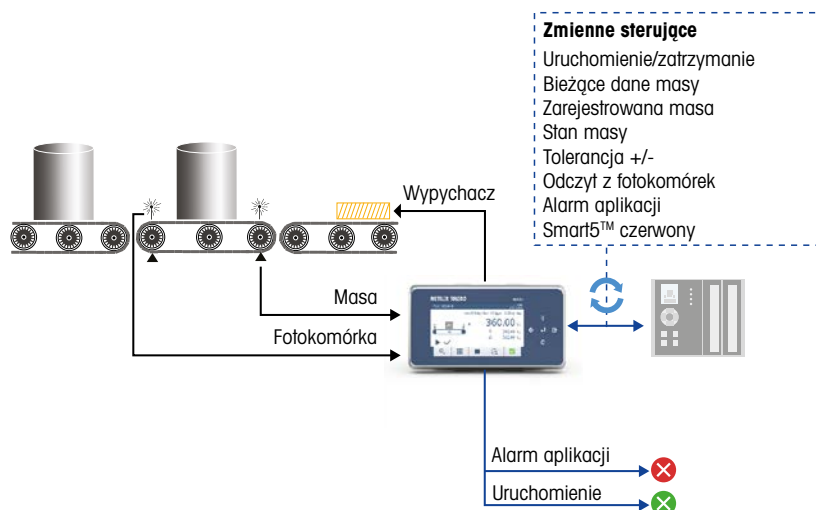 Zmienne sterujące
Uruchomienie/zatrzymanie
Bieżące dane masy
Zarejestrowana masa
Stan masy
Tolerancja +/-
Odczyt z fotokomórek
Alarm aplikacji
Smart5™ czerwony
Wypychacz
Masa
Fotokomórka
METTLER TOLEDO
360.00
Alarm aplikacji
Uruchomienie